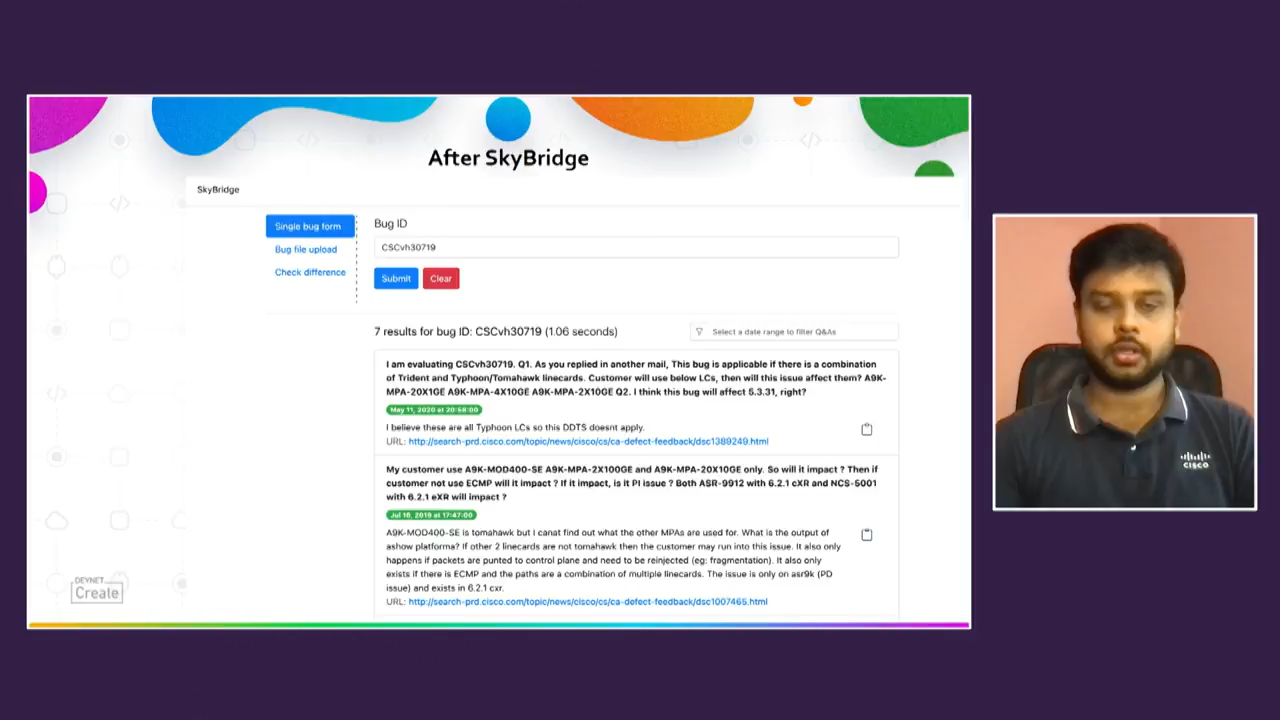 After SkyBridge
SkyBridge
Single bug form
Bug file upload
Check difference
Bug ID
CSCvh30719
Submit
Clear
7 results for bug ID: CSCvh30719 (1.06 seconds)
Select a date range to filter Q&As
I am evaluating CSCvh30719. Q1. As you replied in another mail, This bug is applicable if there is a combination
of Trident and Typhoon/Tomahawk linecards. Customer will use below LCs, then will this issue affect them? A9K-
MPA-20X1GE A9K-MPA-4X10GE A9K-MPA-2X10GE Q2. I think this bug will affect 5.3.31, right?
May 11, 2020 at 20:58:00
I believe these are all Typhoon LCs so this DDTS doesnt apply.
URL: http://search-prd.cisco.com/topic/news/cisco/cs/ca-defect-feedback/dsc1389249.html
My customer use A9K-MOD400-SE A9K-MPA-2X100GE and A9K-MPA-20X10GE only. So will it impact ? Then if
customer not use ECMP will it impact ? If it impact, is it PI issue ? Both ASR-9912 with 6.2.1 cXR and NCS-5001
with 6.2.1 eXR will impact ?
Jul 16, 2019 at 17:47:00
A9K-MOD400-SE is tomahawk but I canat find out what the other MPAs are used for. What is the output of
ashow platforma? If other 2 linecards are not tomahawk then the customer may run into this issue. It also only
happens if packets are punted to control plane and need to be reinjected (eg: fragmentation). It also only
exists if there is ECMP and the paths are a combination of multiple linecards. The issue is only on asr9k (PD
issue) and exists in 6.2.1 cxr.
URL: http://search-prd.cisco.com/topic/news/cisco/cs/ca-defect-feedback/dsc1007465.html
DEVNET
Create
CISCO